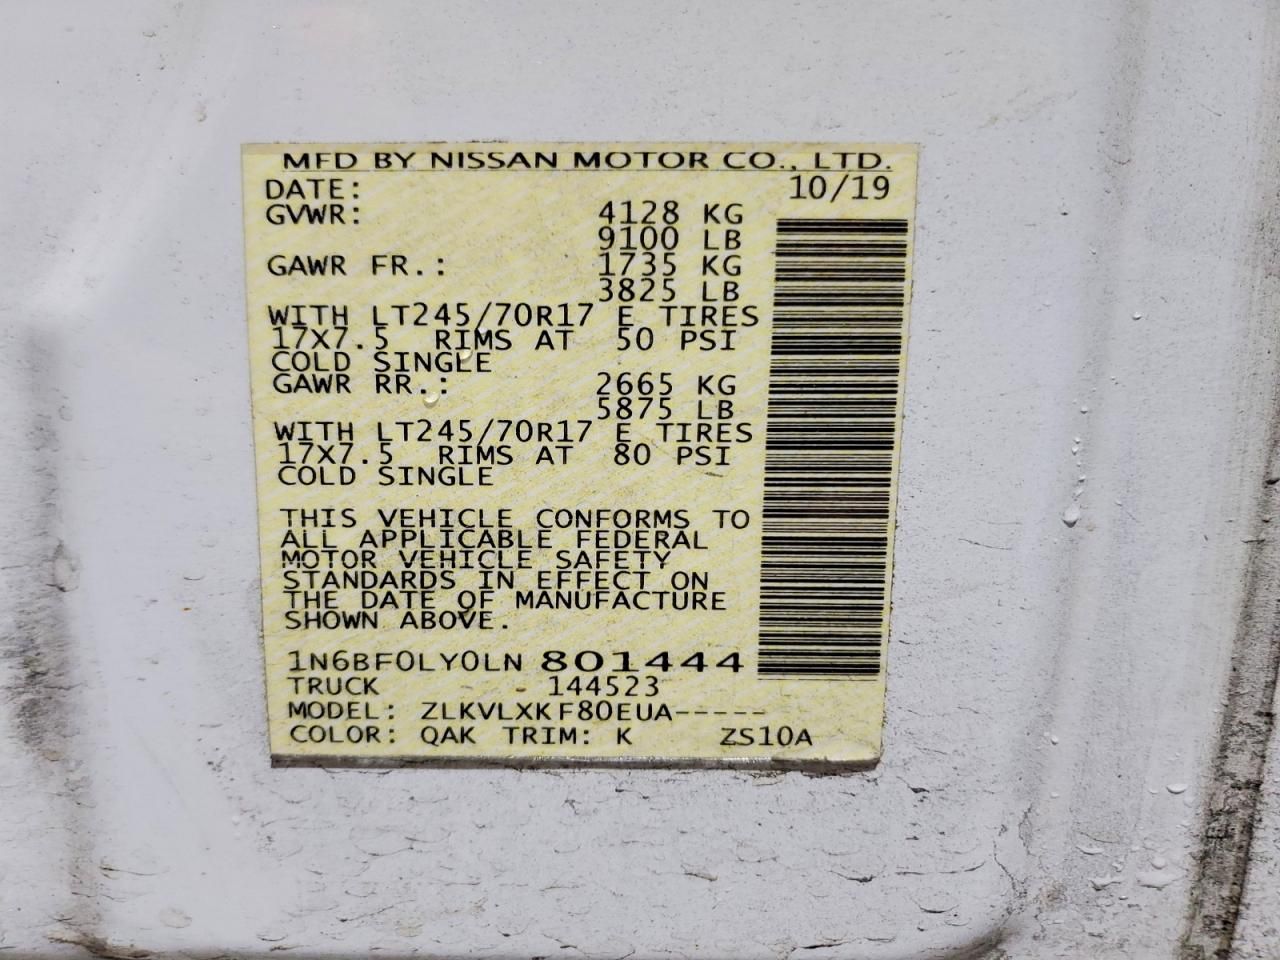 MFD BY NISSAN MOTOR CO., LTD.
DATE: 10/19
GVWR: 4128 KG
9100 LB
GAWR FR.: 1735 KG
3825 LB
WITH LT245/70R17 E TIRES
17X7.5 RIMS AT 50 PSI
COLD SINGLE
GAWR RR.: 2665 KG
5875 LB
WITH LT245/70R17 E TIRES
17X7.5 RIMS AT 80 PSI
COLD SINGLE
THIS VEHICLE CONFORMS TO
ALL APPLICABLE FEDERAL
MOTOR VEHICLE SAFETY
STANDARDS IN EFFECT ON
THE DATE OF MANUFACTURE
SHOWN ABOVE.
1N6BF0LY0LN 801444
TRUCK - 144523
MODEL: ZLKVLXKF80EUA-----
COLOR: QAK TRIM: K ZS10A